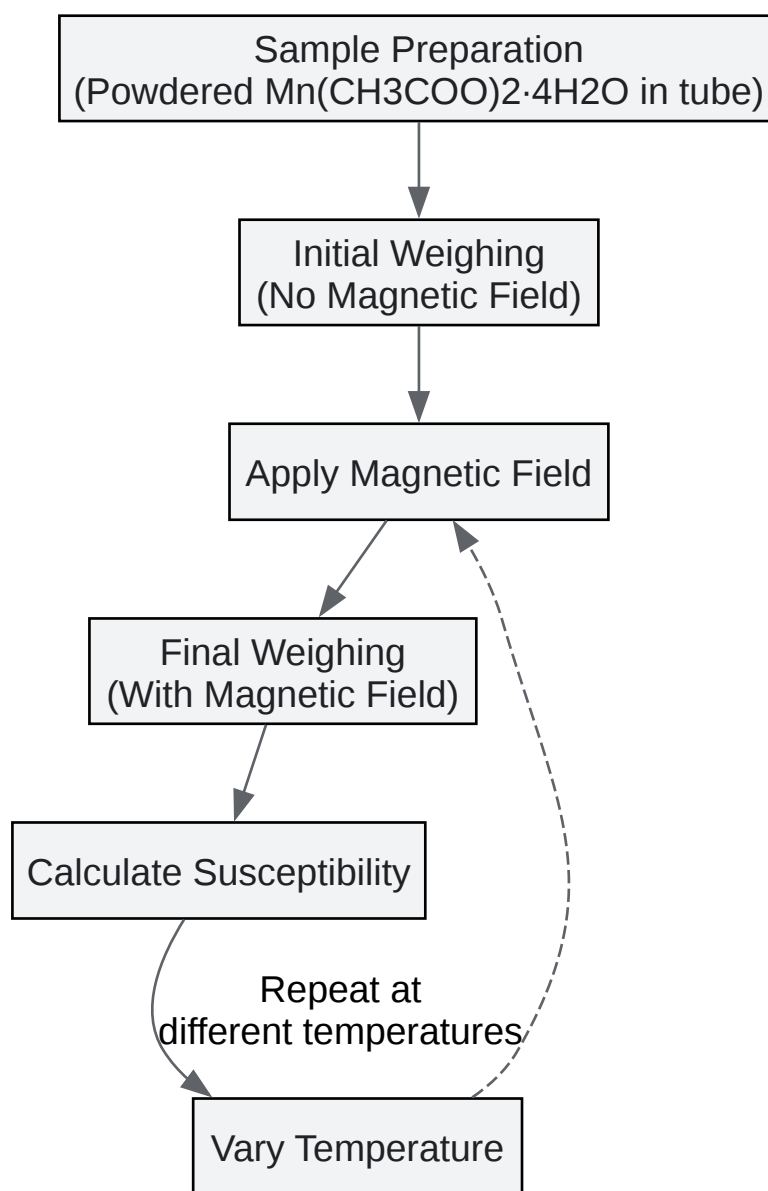 Sample Preparation
(Powdered Mn(CH3COO)2·4H2O in tube)
Initial Weighing
(No Magnetic Field)
Apply Magnetic Field
Final Weighing
(With Magnetic Field)
Calculate Susceptibility
Repeat at
different temperatures
Vary Temperature